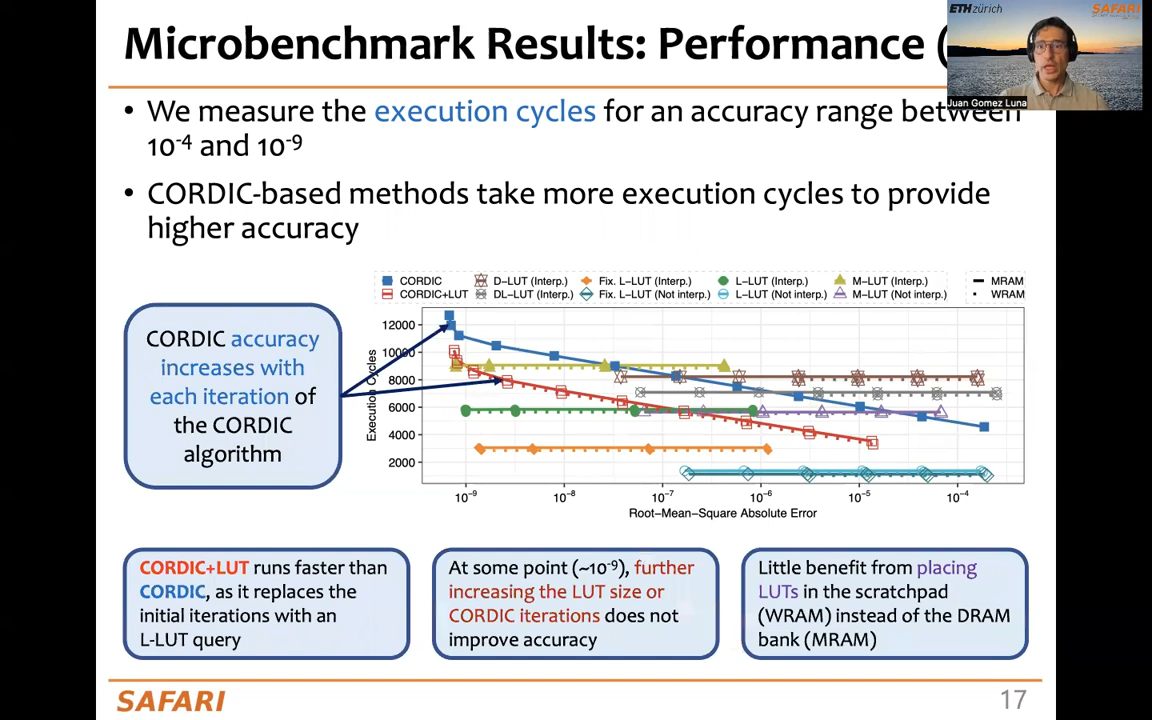 Microbenchmark Results: Performance (
ETHzürich
SAFARI
Juan Gomez Luna
• We measure the execution cycles for an accuracy range between
10-4 and 10-9
• CORDIC-based methods take more execution cycles to provide
higher accuracy
CORDIC accuracy
increases with
each iteration of
the CORDIC
algorithm
CORDIC D-LUT (Interp.) Fix. L-LUT (Interp.) L-LUT (Interp.) M-LUT (Interp.) MRAM
CORDIC+LUT DL-LUT (Interp.) Fix. L-LUT (Not interp.) L-LUT (Not interp.) M-LUT (Not interp.) WRAM
Execution Cycles
12000
10000
8000
6000
4000
2000
10−9 10−8 10−7 10−6 10−5 10−4
Root−Mean−Square Absolute Error
CORDIC+LUT runs faster than
CORDIC, as it replaces the
initial iterations with an
L-LUT query
At some point (~10-9), further
increasing the LUT size or
CORDIC iterations does not
improve accuracy
Little benefit from placing
LUTs in the scratchpad
(WRAM) instead of the DRAM
bank (MRAM)
SAFARI
17